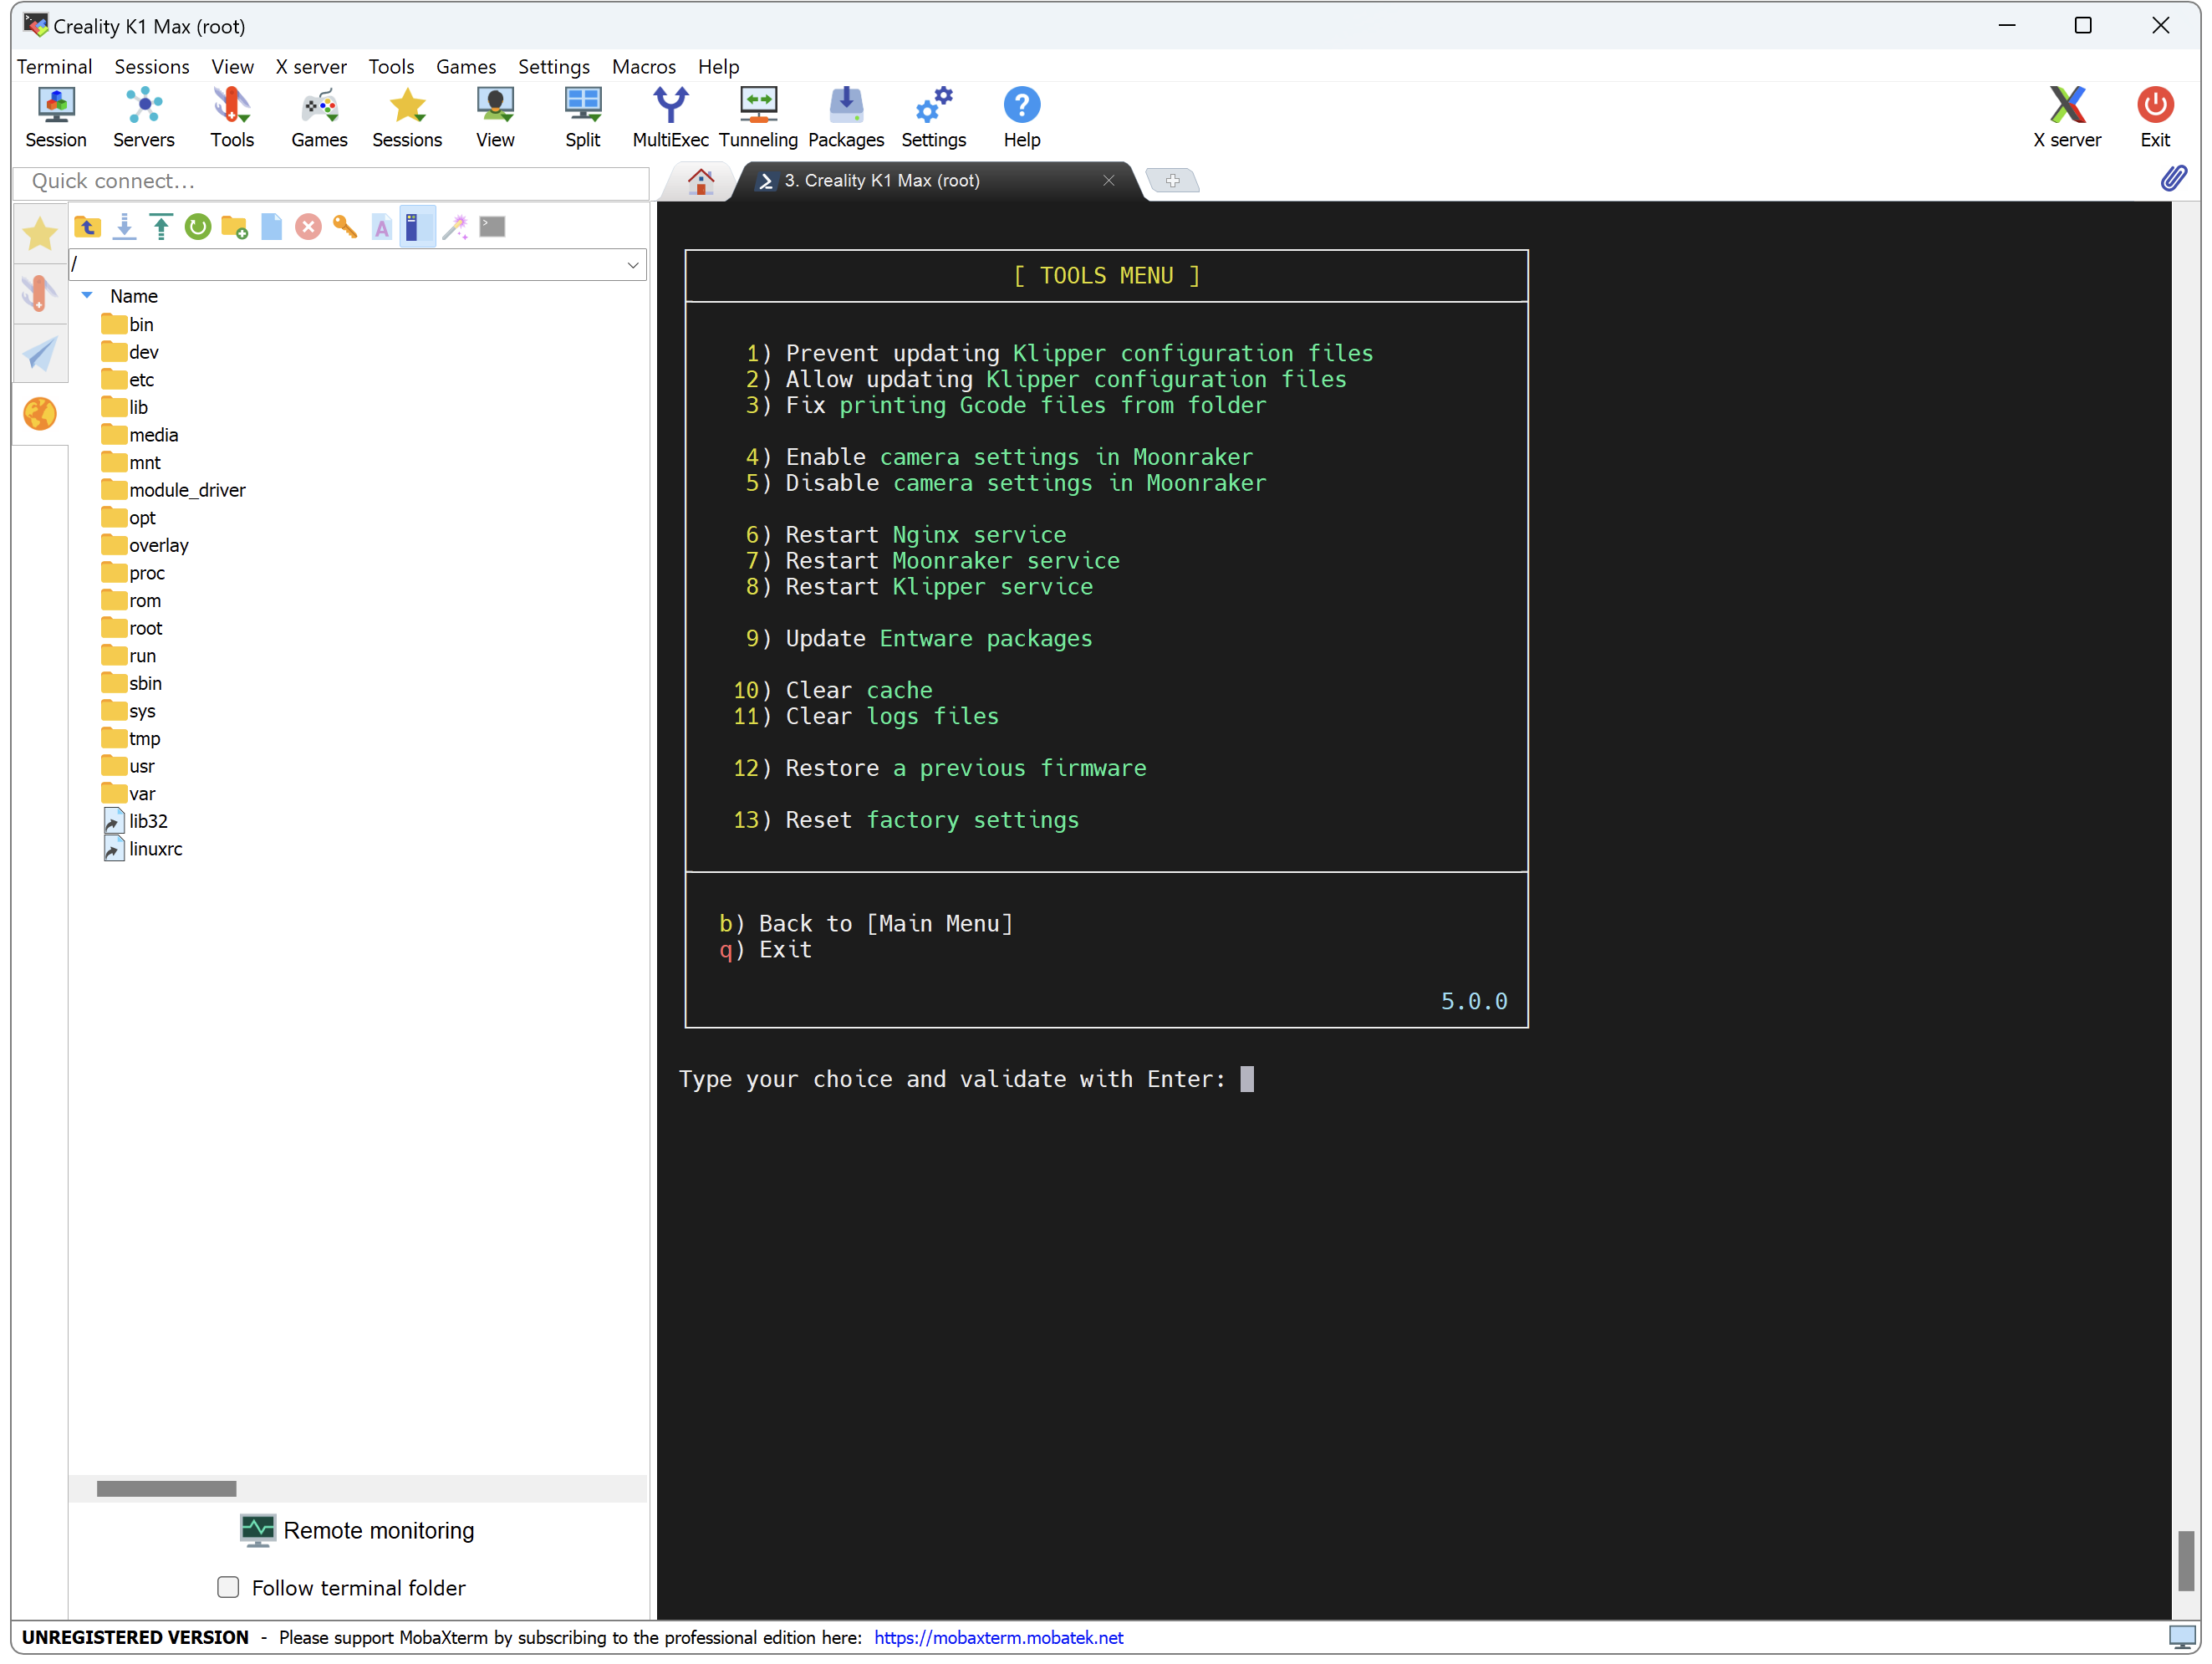 Creality K1 Max (root)
Terminal Sessions View X server Tools Games Settings Macros Help
Session Servers Tools Games Sessions View Split MultiExec Tunneling Packages Settings Help X server Exit
Quick connect...
3. Creality K1 Max (root)
/
Name
bin
dev
etc
lib
media
mnt
module_driver
opt
overlay
proc
rom
root
run
sbin
sys
tmp
usr
var
lib32
linuxrc
Remote monitoring
Follow terminal folder
[ TOOLS MENU ]
1) Prevent updating Klipper configuration files
2) Allow updating Klipper configuration files
3) Fix printing Gcode files from folder
4) Enable camera settings in Moonraker
5) Disable camera settings in Moonraker
6) Restart Nginx service
7) Restart Moonraker service
8) Restart Klipper service
9) Update Entware packages
10) Clear cache
11) Clear logs files
12) Restore a previous firmware
13) Reset factory settings
b) Back to [Main Menu]
q) Exit
5.0.0
Type your choice and validate with Enter:
UNREGISTERED VERSION - Please support MobaXterm by subscribing to the professional edition here: https://mobaxterm.mobatek.net